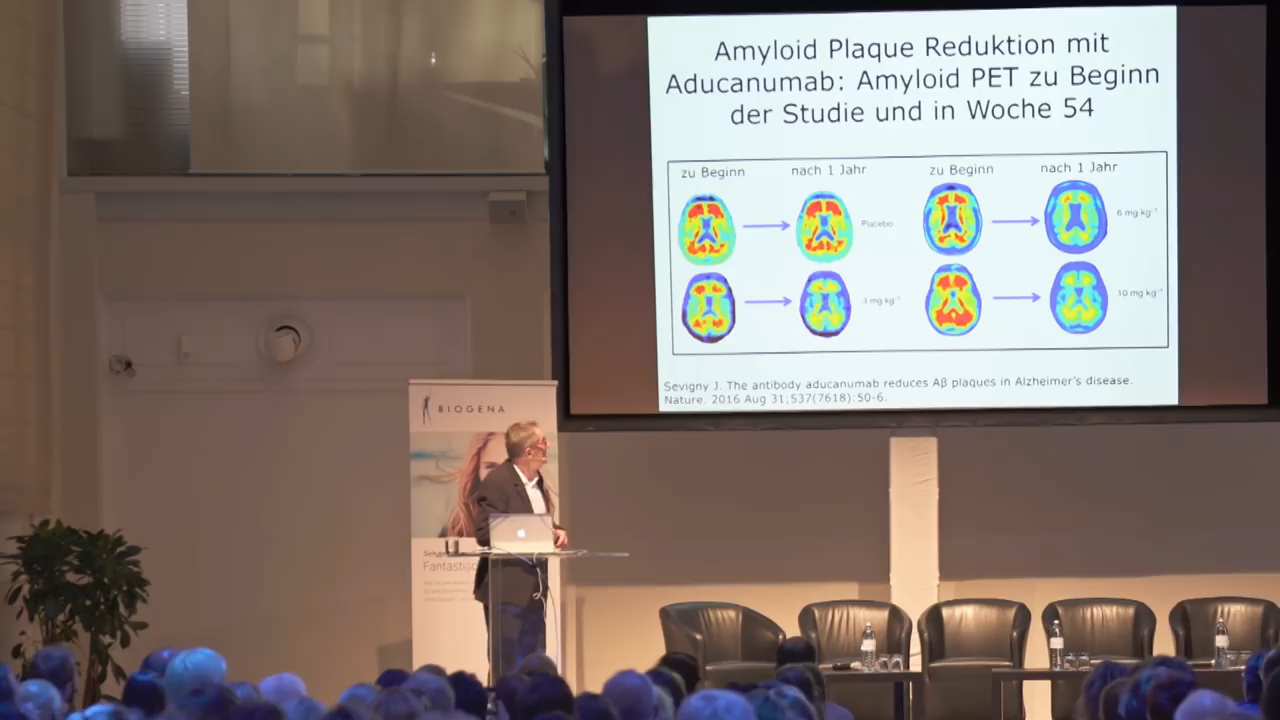 Amyloid Plaque Reduktion mit
Aducanumab: Amyloid PET zu Beginn
der Studie und in Woche 54
zu Beginn nach 1 Jahr zu Beginn nach 1 Jahr
Placebo 6 mg kg⁻¹
3 mg kg⁻¹ 10 mg kg⁻¹
Sevigny J. The antibody aducanumab reduces Aβ plaques in Alzheimer's disease.
Nature. 2016 Aug 31;537(7618):50-6.
BIOGENA